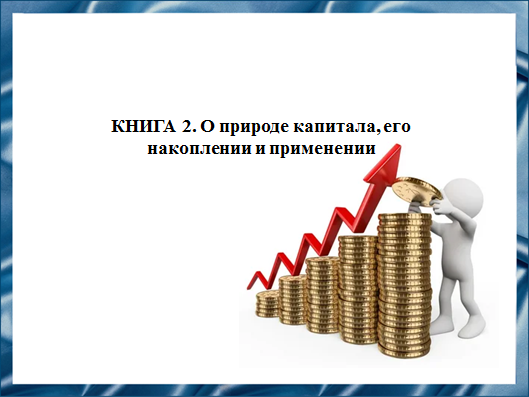 КНИГА 2. О природе капитала, его
накоплении и применении